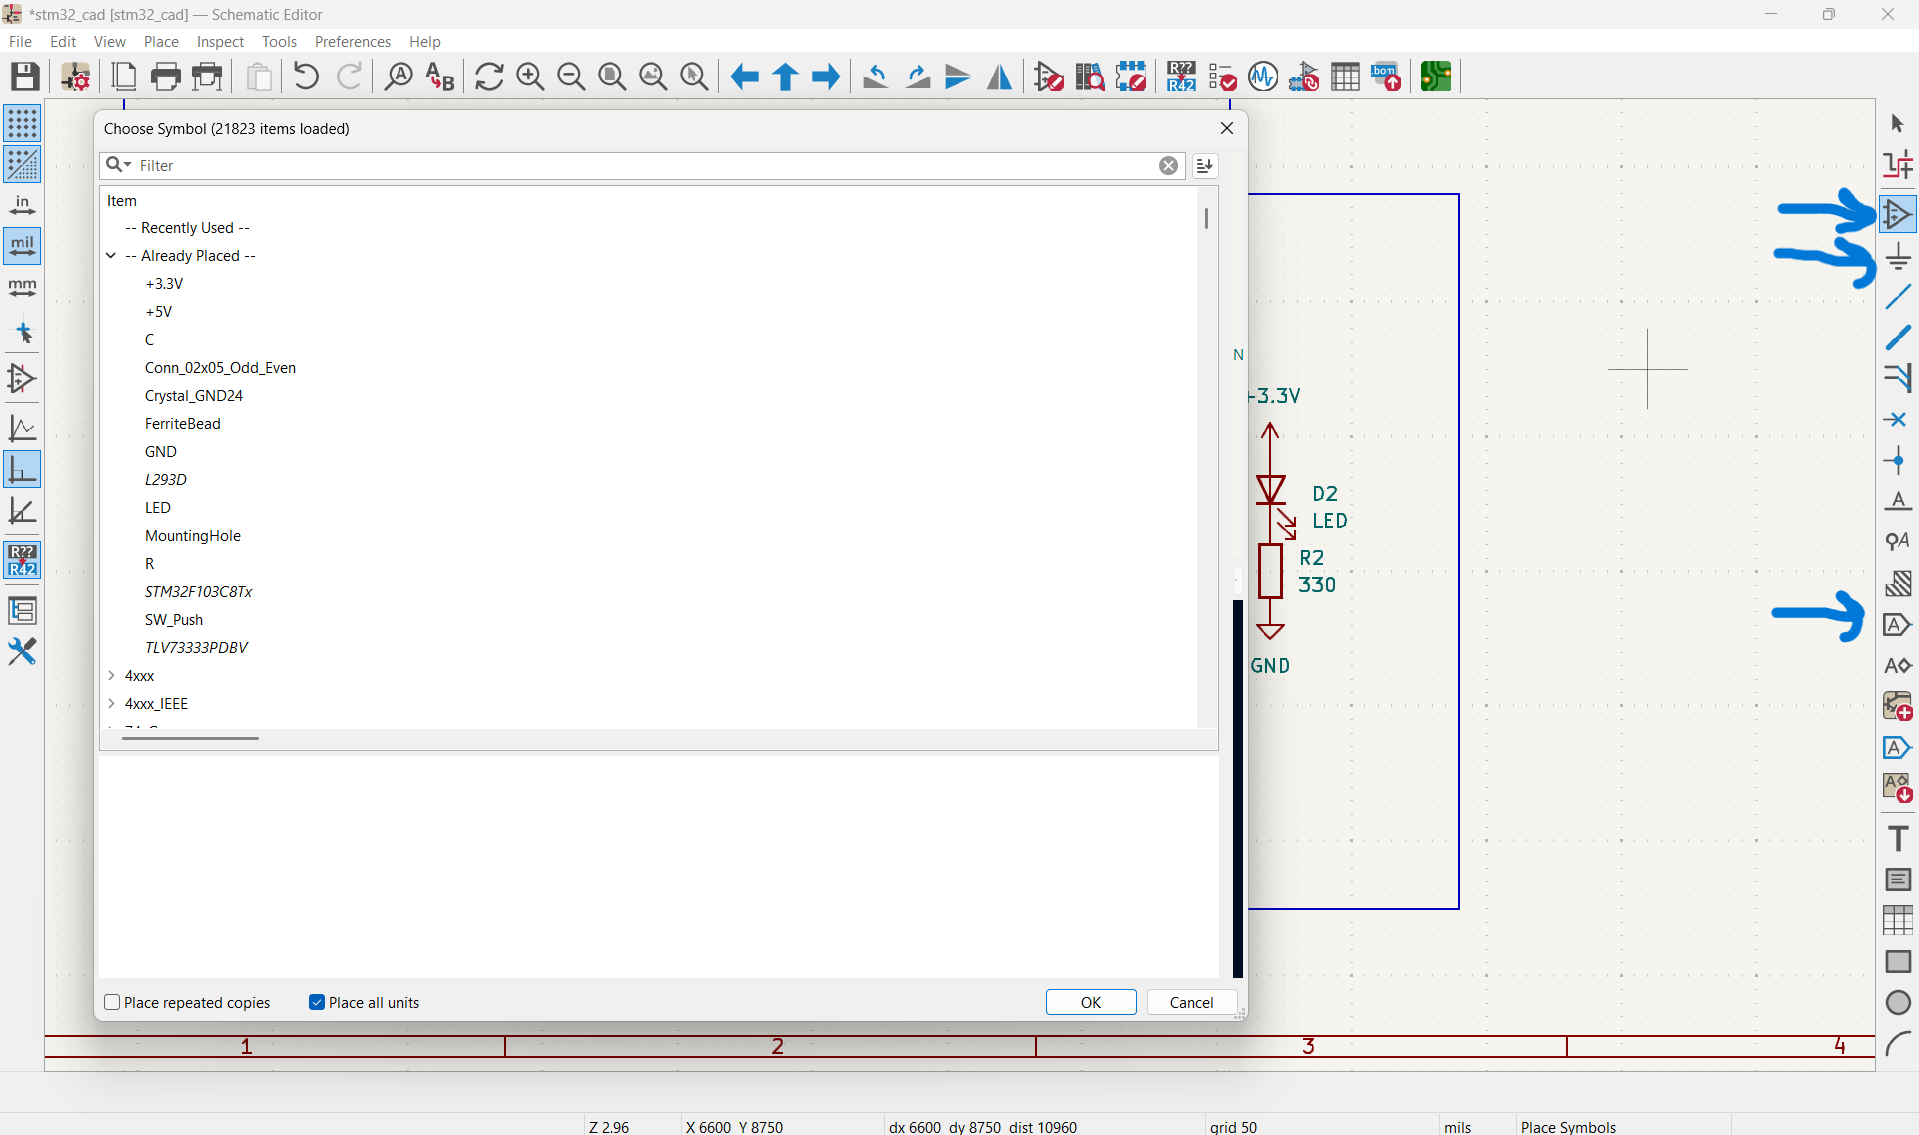 *stm32_cad [stm32_cad] — Schematic Editor
File Edit View Place Inspect Tools Preferences Help
A B
R??
R42
bom
in
mil
mm
R??
R42
Choose Symbol (21823 items loaded)
Filter
Item
-- Recently Used --
-- Already Placed --
+3.3V
+5V
C
Conn_02x05_Odd_Even
Crystal_GND24
FerriteBead
GND
L293D
LED
MountingHole
R
STM32F103C8Tx
SW_Push
TLV73333PDBV
4xxx
4xxx_IEEE
Place repeated copies
Place all units
OK
Cancel
N
-3.3V
D2
LED
R2
330
GND
A
A
A
A
A
A
T
1 2 3 4
Z 2.96
X 6600 Y 8750
dx 6600 dy 8750 dist 10960
grid 50
mils
Place Symbols